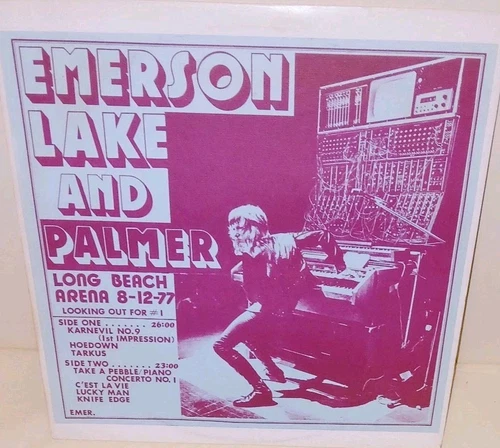 EMERSON
LAKE
AND
PALMER
LONG BEACH
ARENA 8-12-77
LOOKING OUT FOR #1
SIDE ONE ....... 26:00
KARNEVIL NO.9
(1st IMPRESSION)
HOEDOWN
TARKUS
SIDE TWO ....... 23:00
TAKE A PEBBLE/PIANO
CONCERTO NO.1
C'EST LA VIE
LUCKY MAN
KNIFE EDGE
EMER.